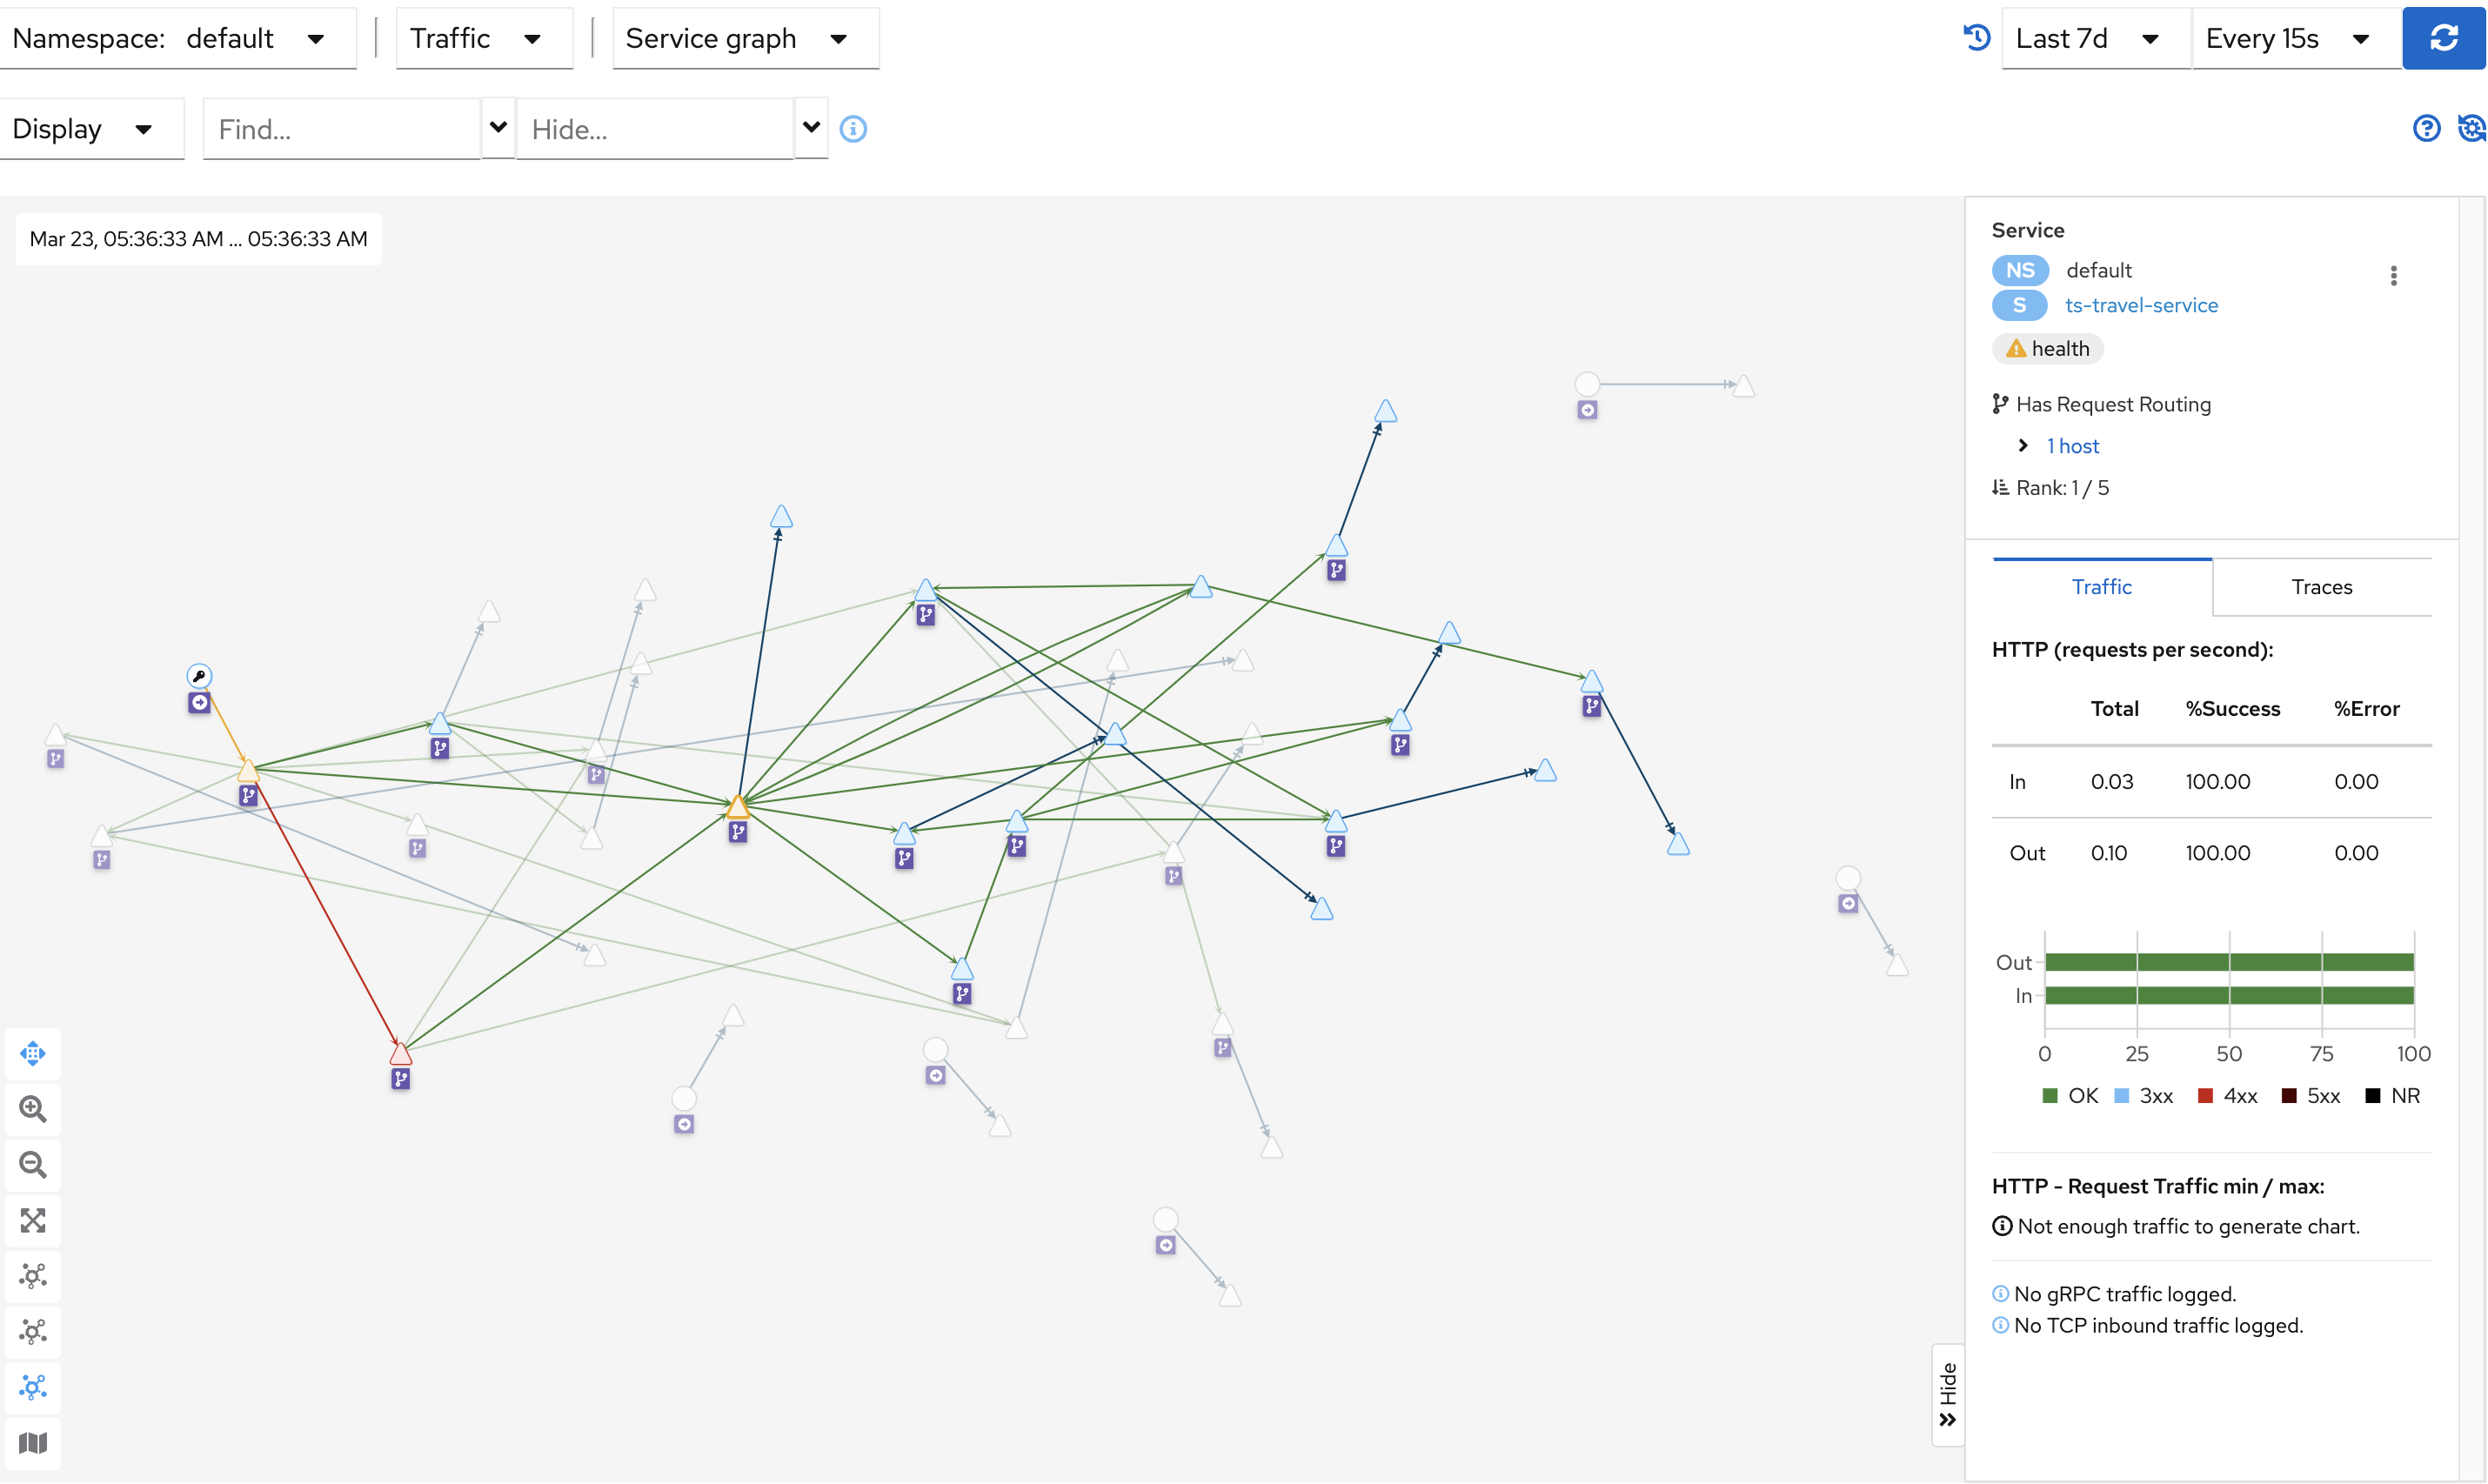 Namespace: default
Traffic
Service graph
Last 7d
Every 15s
Display
Find...
Hide...
Mar 23, 05:36:33 AM ... 05:36:33 AM
Service
NS default
S ts-travel-service
health
Has Request Routing
1 host
Rank: 1 / 5
Traffic
Traces
HTTP (requests per second):
Total %Success %Error
In 0.03 100.00 0.00
Out 0.10 100.00 0.00
Out
In
0 25 50 75 100
OK 3xx 4xx 5xx NR
HTTP - Request Traffic min / max:
Not enough traffic to generate chart.
No gRPC traffic logged.
No TCP inbound traffic logged.
Hide